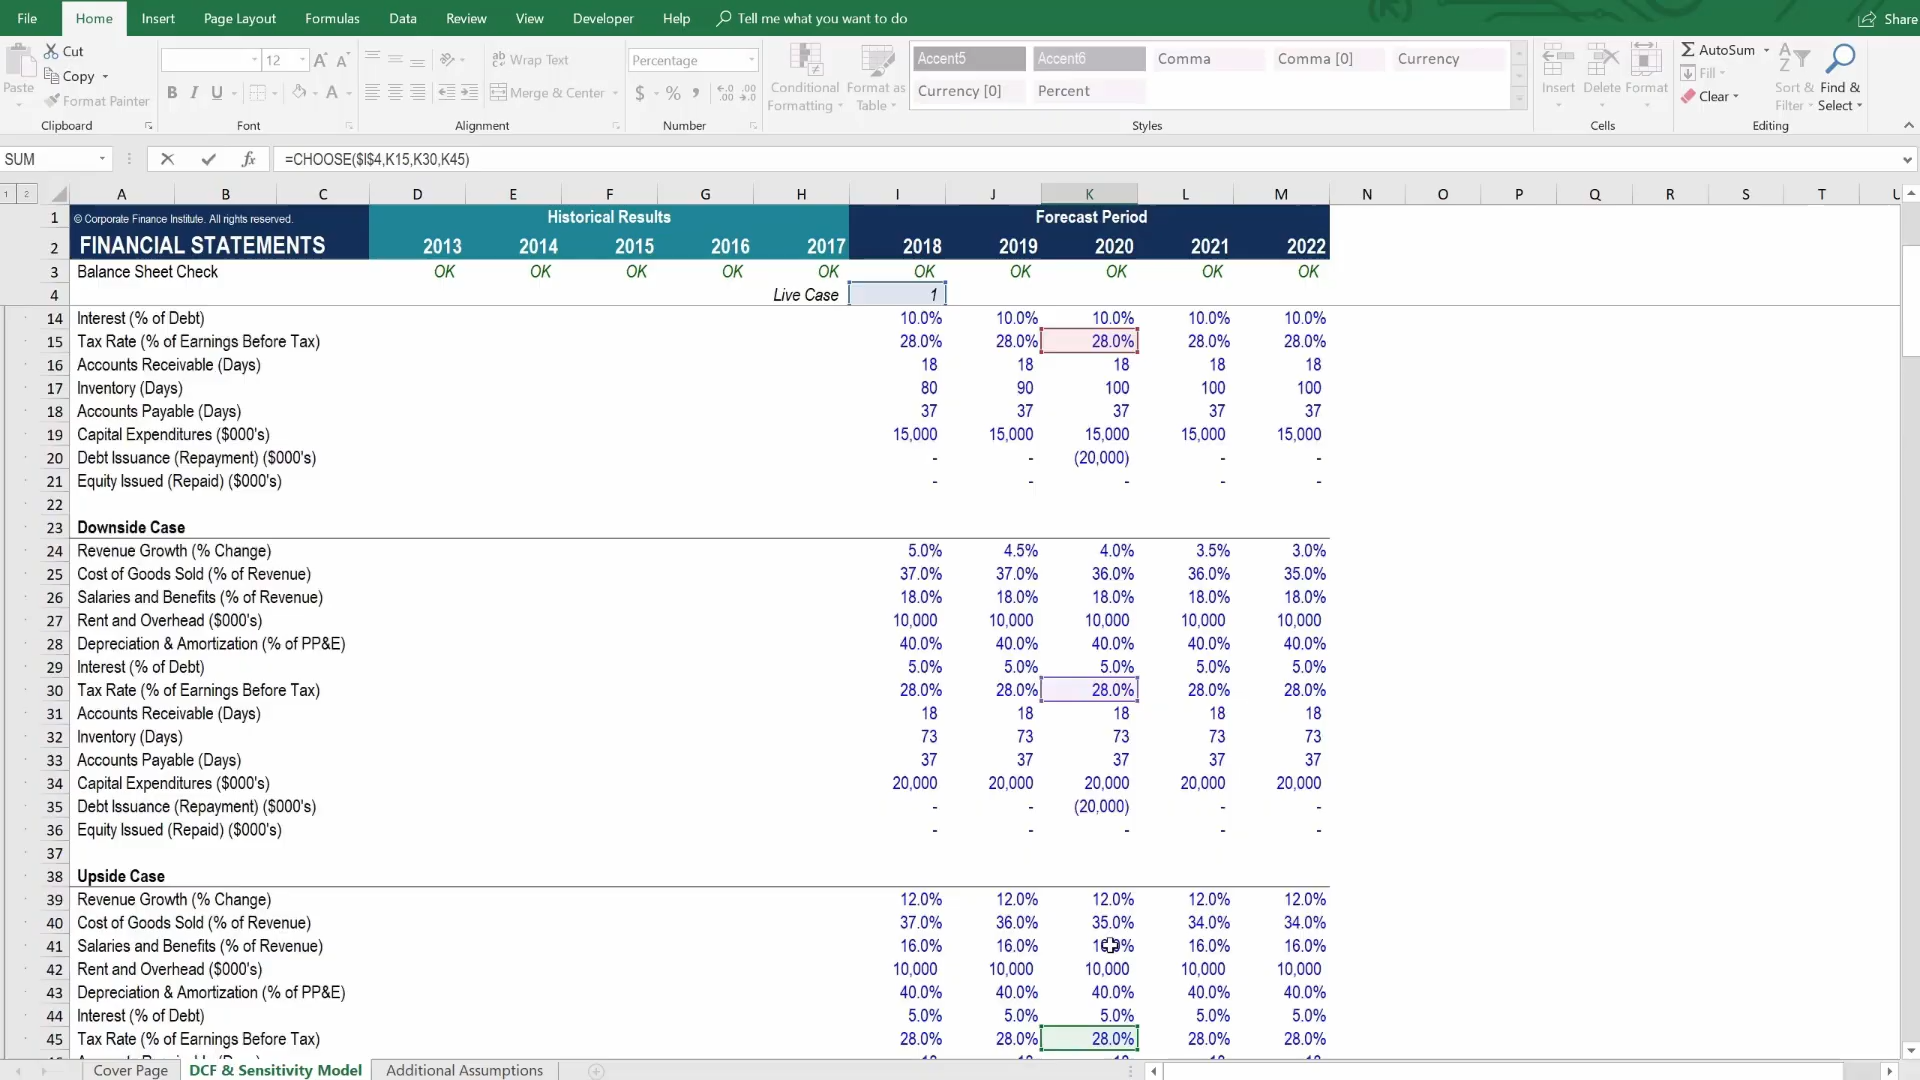 File Home Insert Page Layout Formulas Data Review View Developer Help Tell me what you want to do Share
Paste Cut Copy Format Painter Clipboard
12 B I U A Font
Wrap Text Merge & Center Alignment
Percentage $ % Number
Conditional Formatting Format as Table
Accent5 Accent6 Comma Comma [0] Currency
Currency [0] Percent Styles
Insert Delete Format Cells
AutoSum Fill Clear Sort & Filter Find & Select Editing
SUM fx =CHOOSE($I$4,K15,K30,K45)
1 2 A B C D E F G H I J K L M N O P Q R S T U
1 © Corporate Finance Institute. All rights reserved. Historical Results Forecast Period
2 FINANCIAL STATEMENTS 2013 2014 2015 2016 2017 2018 2019 2020 2021 2022
3 Balance Sheet Check OK OK OK OK OK OK OK OK OK OK
4 Live Case 1
14 Interest (% of Debt) 10.0% 10.0% 10.0% 10.0% 10.0%
15 Tax Rate (% of Earnings Before Tax) 28.0% 28.0% 28.0% 28.0% 28.0%
16 Accounts Receivable (Days) 18 18 18 18 18
17 Inventory (Days) 80 90 100 100 100
18 Accounts Payable (Days) 37 37 37 37 37
19 Capital Expenditures ($000's) 15,000 15,000 15,000 15,000 15,000
20 Debt Issuance (Repayment) ($000's) - - (20,000) - -
21 Equity Issued (Repaid) ($000's) - - - - -
22
23 Downside Case
24 Revenue Growth (% Change) 5.0% 4.5% 4.0% 3.5% 3.0%
25 Cost of Goods Sold (% of Revenue) 37.0% 37.0% 36.0% 36.0% 35.0%
26 Salaries and Benefits (% of Revenue) 18.0% 18.0% 18.0% 18.0% 18.0%
27 Rent and Overhead ($000's) 10,000 10,000 10,000 10,000 10,000
28 Depreciation & Amortization (% of PP&E) 40.0% 40.0% 40.0% 40.0% 40.0%
29 Interest (% of Debt) 5.0% 5.0% 5.0% 5.0% 5.0%
30 Tax Rate (% of Earnings Before Tax) 28.0% 28.0% 28.0% 28.0% 28.0%
31 Accounts Receivable (Days) 18 18 18 18 18
32 Inventory (Days) 73 73 73 73 73
33 Accounts Payable (Days) 37 37 37 37 37
34 Capital Expenditures ($000's) 20,000 20,000 20,000 20,000 20,000
35 Debt Issuance (Repayment) ($000's) - - (20,000) - -
36 Equity Issued (Repaid) ($000's) - - - - -
37
38 Upside Case
39 Revenue Growth (% Change) 12.0% 12.0% 12.0% 12.0% 12.0%
40 Cost of Goods Sold (% of Revenue) 37.0% 36.0% 35.0% 34.0% 34.0%
41 Salaries and Benefits (% of Revenue) 16.0% 16.0% 16.0% 16.0%
42 Rent and Overhead ($000's) 10,000 10,000 10,000 10,000 10,000
43 Depreciation & Amortization (% of PP&E) 40.0% 40.0% 40.0% 40.0% 40.0%
44 Interest (% of Debt) 5.0% 5.0% 5.0% 5.0% 5.0%
45 Tax Rate (% of Earnings Before Tax) 28.0% 28.0% 28.0% 28.0% 28.0%
Cover Page DCF & Sensitivity Model Additional Assumptions